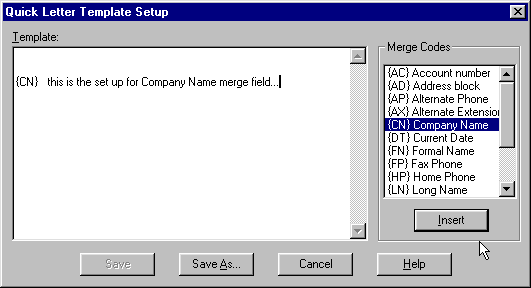 Quick Letter Template Setup
Template:
{CN} this is the set up for Company Name merge field...
Merge Codes
{AC} Account number
{AD} Address block
{AP} Alternate Phone
{AX} Alternate Extension
{CN} Company Name
{DT} Current Date
{FN} Formal Name
{FP} Fax Phone
{HP} Home Phone
{LN} Long Name
Insert
Save
Save As...
Cancel
Help